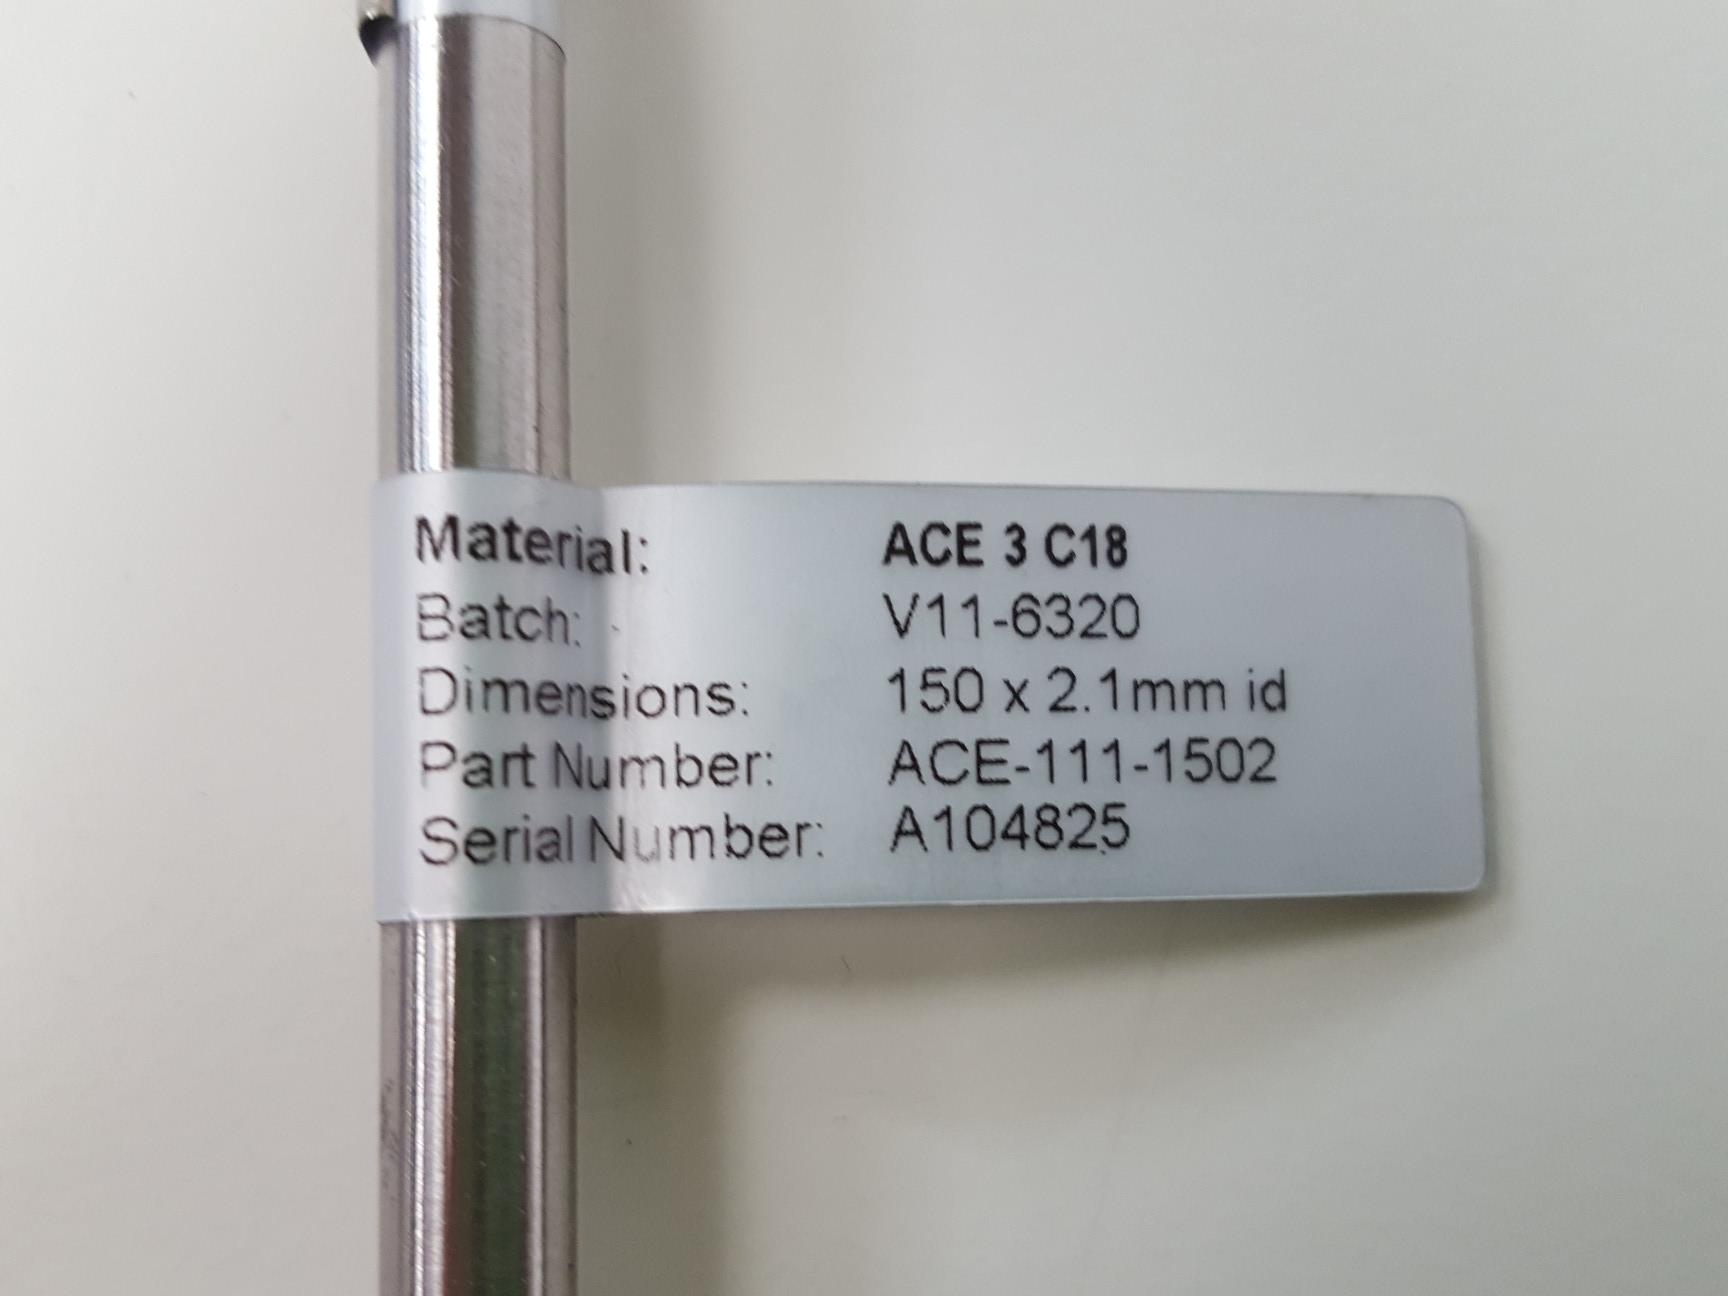 Material: ACE 3 C18
Batch: V11-6320
Dimensions: 150 x 2.1mm id
Part Number: ACE-111-1502
Serial Number: A104825